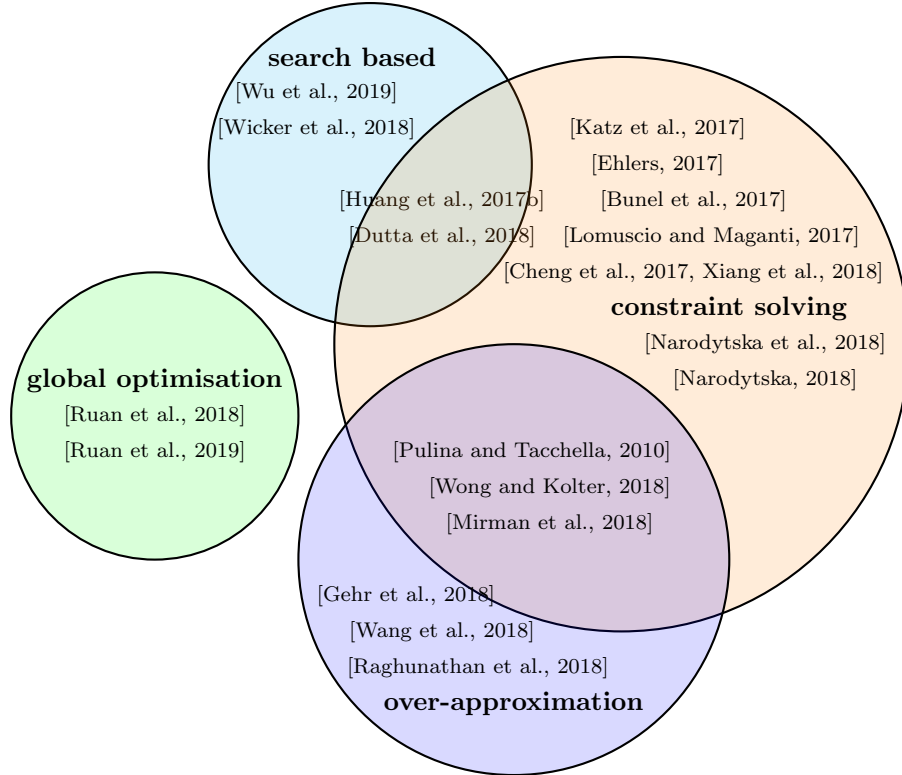 search based
[Wu et al., 2019]
[Wicker et al., 2018]
[Katz et al., 2017]
[Ehlers, 2017]
[Huang et al., 2017b]
[Bunel et al., 2017]
[Dutta et al., 2018]
[Lomuscio and Maganti, 2017]
[Cheng et al., 2017, Xiang et al., 2018]
constraint solving
[Narodytska et al., 2018]
[Narodytska, 2018]
global optimisation
[Ruan et al., 2018]
[Ruan et al., 2019]
[Pulina and Tacchella, 2010]
[Wong and Kolter, 2018]
[Mirman et al., 2018]
[Gehr et al., 2018]
[Wang et al., 2018]
[Raghunathan et al., 2018]
over-approximation